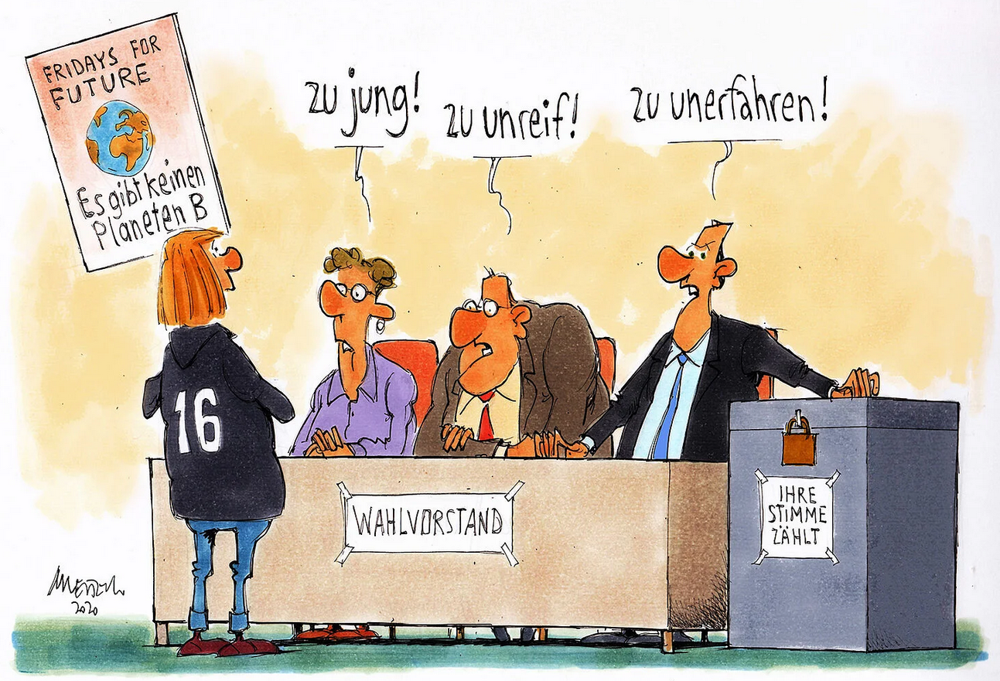 FRIDAYS FOR
FUTURE
Es gibt keinen
Planeten B
zu jung!
zu unreif!
zu unerfahren!
16
WAHLVORSTAND
IHRE
STIMME
ZÄHLT
2020